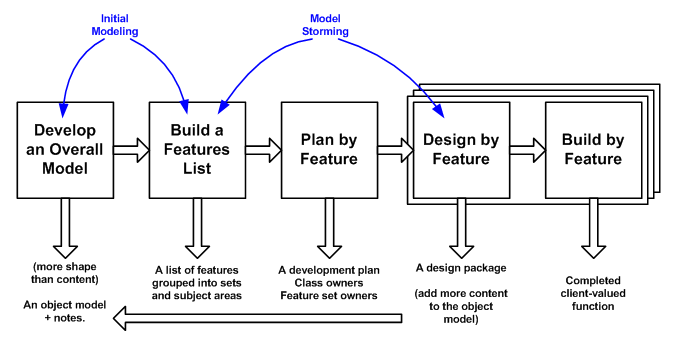 Initial
Modeling
Model
Storming
Develop
an Overall
Model
Build a
Features
List
Plan by
Feature
Design by
Feature
Build by
Feature
(more shape
than content)
An object model
+ notes.
A list of features
grouped into sets
and subject areas
A development plan
Class owners
Feature set owners
A design package
(add more content
to the object
model)
Completed
client-valued
function